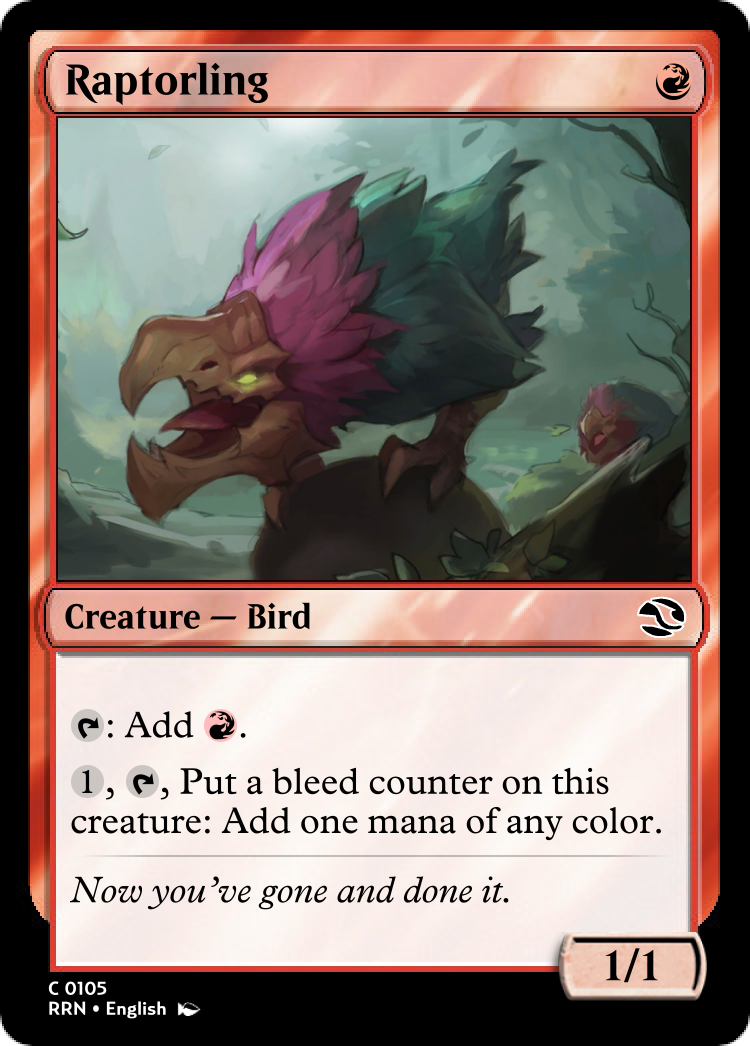 Raptorling
Creature — Bird
: Add .
1, , Put a bleed counter on this
creature: Add one mana of any color.
Now you've gone and done it.
1/1
C 0105
RRN • English